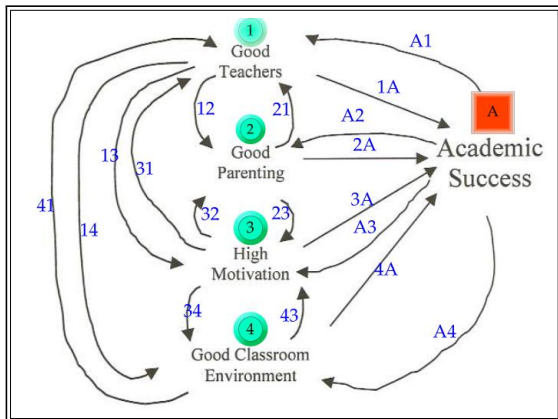 1
Good
Teachers
A1
1A
12
21
A
2
A2
Good
Parenting
2A
Academic
Success
13
31
41
14
32
23
3
3A
High
Motivation
A3
4A
34
43
4
Good Classroom
Environment
A4